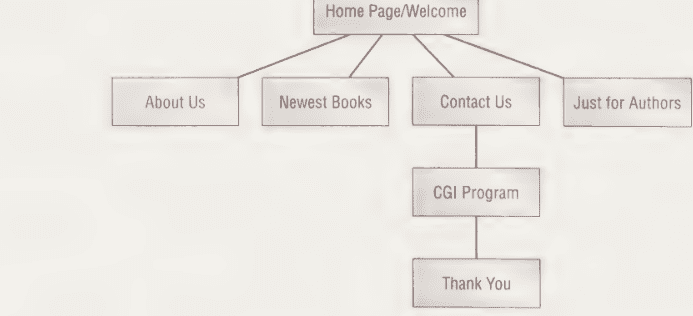 Home Page/Welcome
About Us
Newest Books
Contact Us
Just for Authors
CGI Program
Thank You